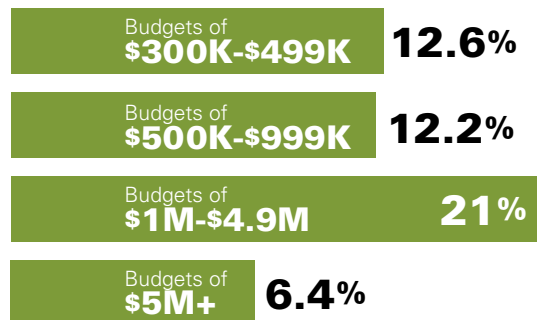 Budgets of
$300K-$499K 12.6%
Budgets of
$500K-$999K 12.2%
Budgets of
$1M-$4.9M 21%
Budgets of
$5M+ 6.4%